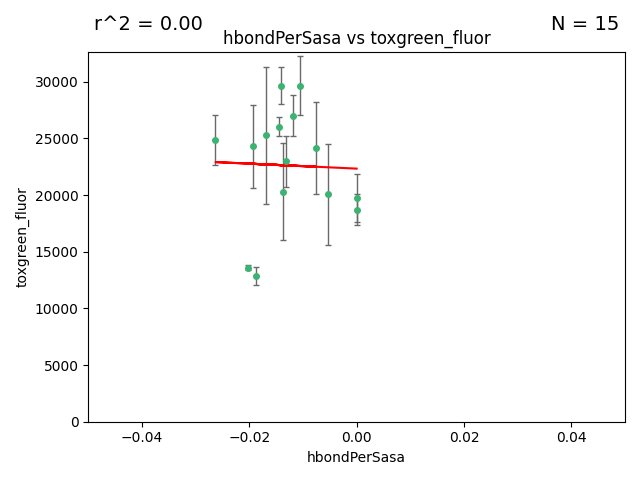 r^2 = 0.00
N = 15
hbondPerSasa vs toxgreen_fluor
toxgreen_fluor
30000
25000
20000
15000
10000
5000
0
−0.04
−0.02
0.00
0.02
0.04
hbondPerSasa